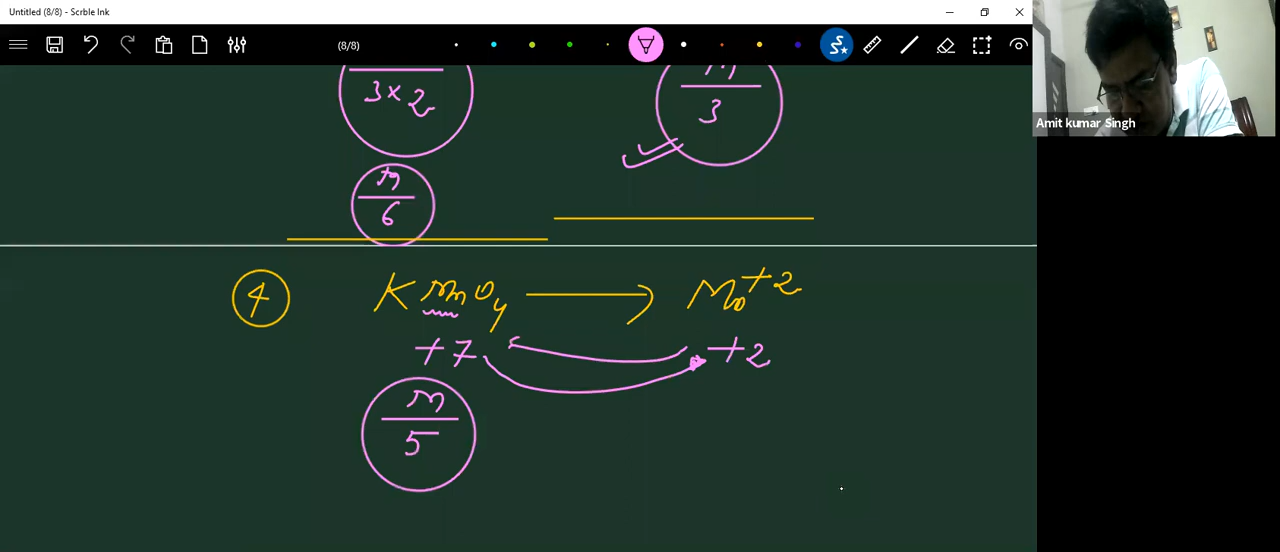 Untitled (8/8) - Scrble Ink
(8/8)
Amit kumar Singh
3 × 2
M
3
M
6
4 KMnO4 → Mn+2
+7 +2
M
5